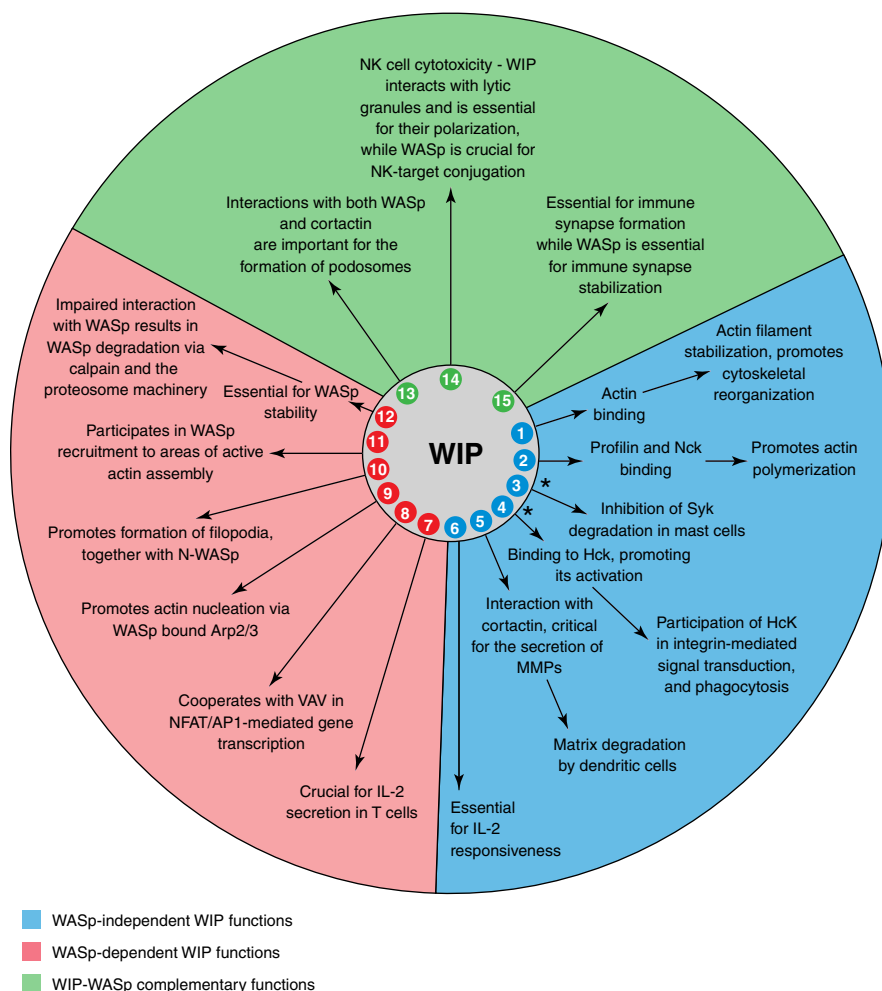 NK cell cytotoxicity - WIP
interacts with lytic
granules and is essential
for their polarization,
while WASp is crucial for
NK-target conjugation
Interactions with both WASp
and cortactin
are important for the
formation of podosomes
Essential for immune
synapse formation
while WASp is essential
for immune synapse
stabilization
Impaired interaction
with WASp results in
WASp degradation via
calpain and the
proteosome machinery
Essential for WASp
stability
Participates in WASp
recruitment to areas of active
actin assembly
Promotes formation of filopodia,
together with N-WASp
Promotes actin nucleation via
WASp bound Arp2/3
Cooperates with VAV in
NFAT/AP1-mediated gene
transcription
Crucial for IL-2
secretion in T cells
WIP
1
2
3
4
5
6
7
8
9
10
11
12
13
14
15
*
*
Actin
binding
Actin filament
stabilization, promotes
cytoskeletal
reorganization
Profilin and Nck
binding
Promotes actin
polymerization
Inhibition of Syk
degradation in mast cells
Binding to Hck, promoting
its activation
Participation of HcK
in integrin-mediated
signal transduction,
and phagocytosis
Interaction with
cortactin, critical
for the secretion of
MMPs
Matrix degradation
by dendritic cells
Essential
for IL-2
responsiveness
WASp-independent WIP functions
WASp-dependent WIP functions
WIP-WASp complementary functions